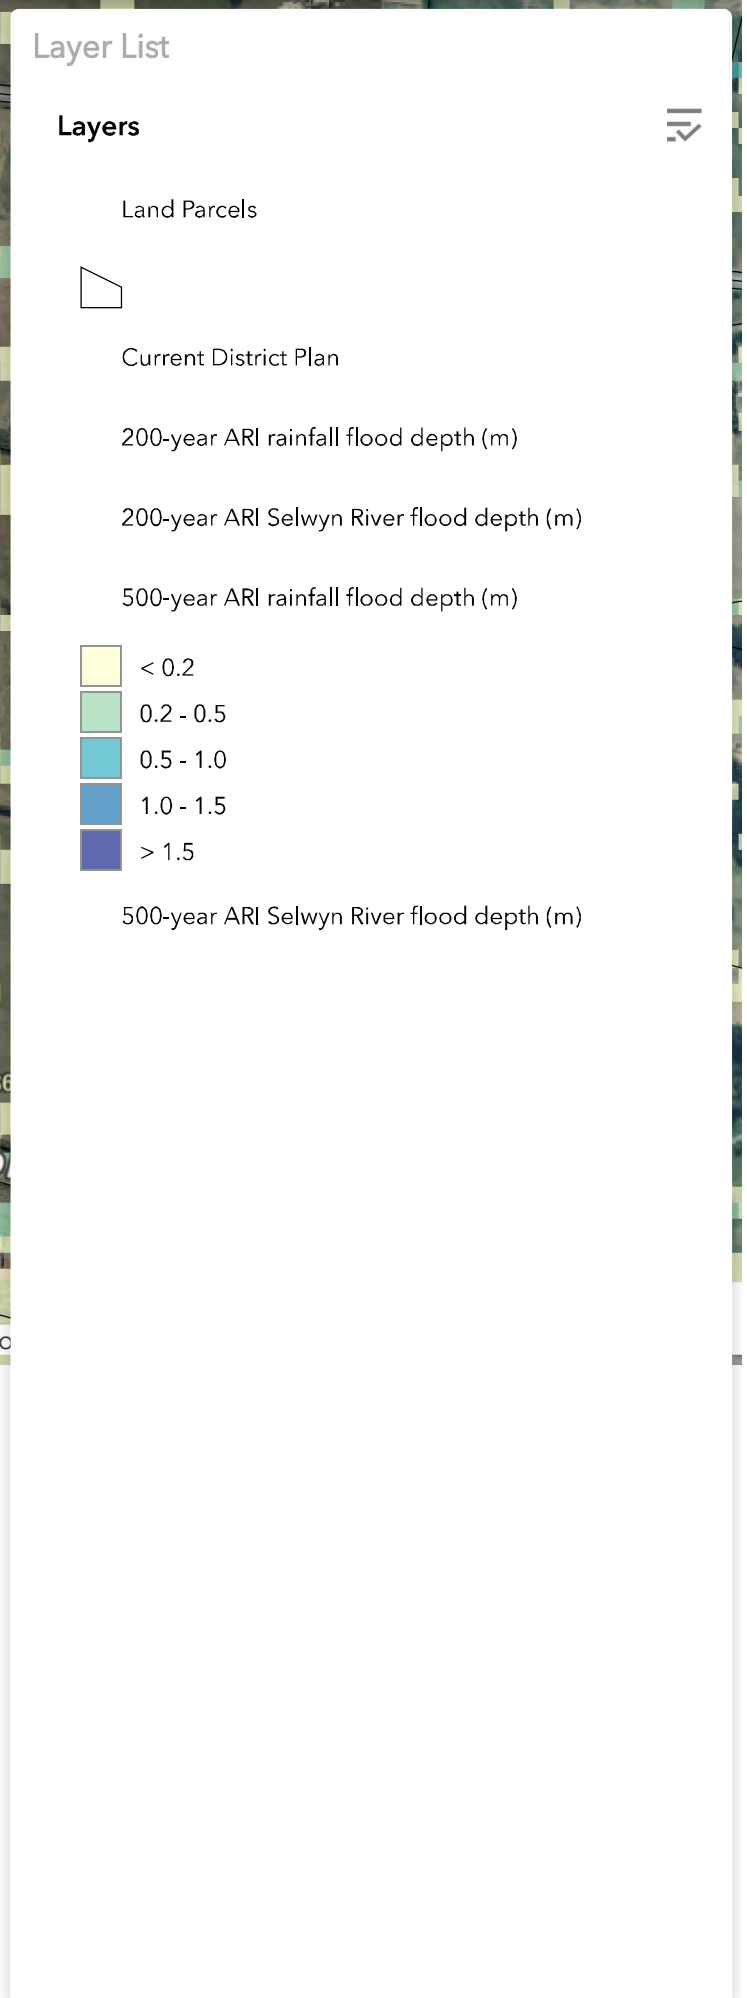 Layer List
Layers
Land Parcels
Current District Plan
200-year ARI rainfall flood depth (m)
200-year ARI Selwyn River flood depth (m)
500-year ARI rainfall flood depth (m)
< 0.2
0.2 - 0.5
0.5 - 1.0
1.0 - 1.5
> 1.5
500-year ARI Selwyn River flood depth (m)